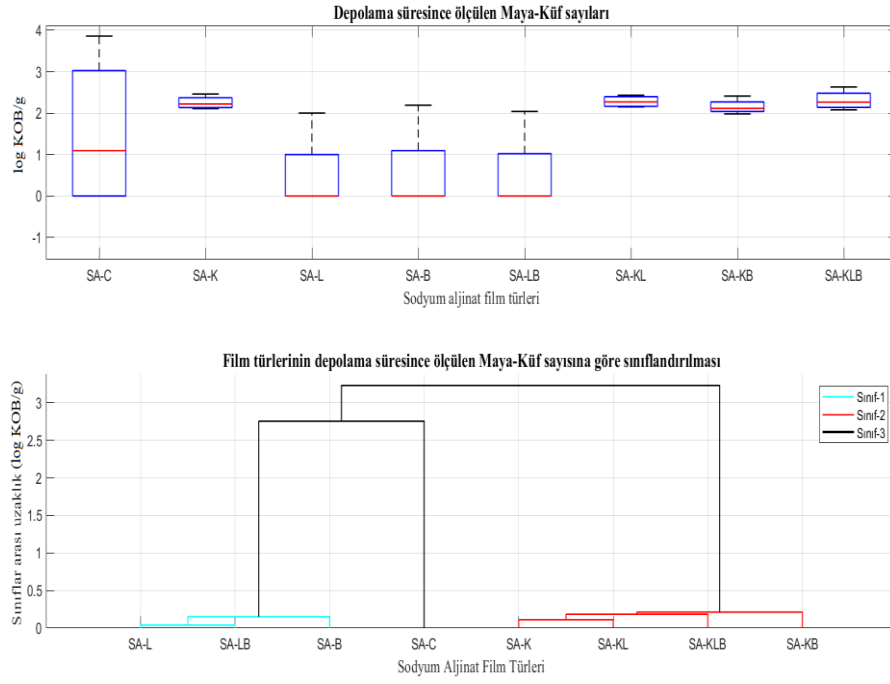 Depolama süresince ölçülen Maya-Küf sayıları
log KOB/g
4
3
2
1
0
-1
SA-C SA-K SA-L SA-B SA-LB SA-KL SA-KB SA-KLB
Sodyum aljinat film türleri
Film türlerinin depolama süresince ölçülen Maya-Küf sayısına göre sınıflandırılması
Sınıflar arası uzaklık (log KOB/g)
3
2.5
2
1.5
1
0.5
0
Sınıf-1
Sınıf-2
Sınıf-3
SA-L SA-LB SA-B SA-C SA-K SA-KL SA-KLB SA-KB
Sodyum Aljinat Film Türleri